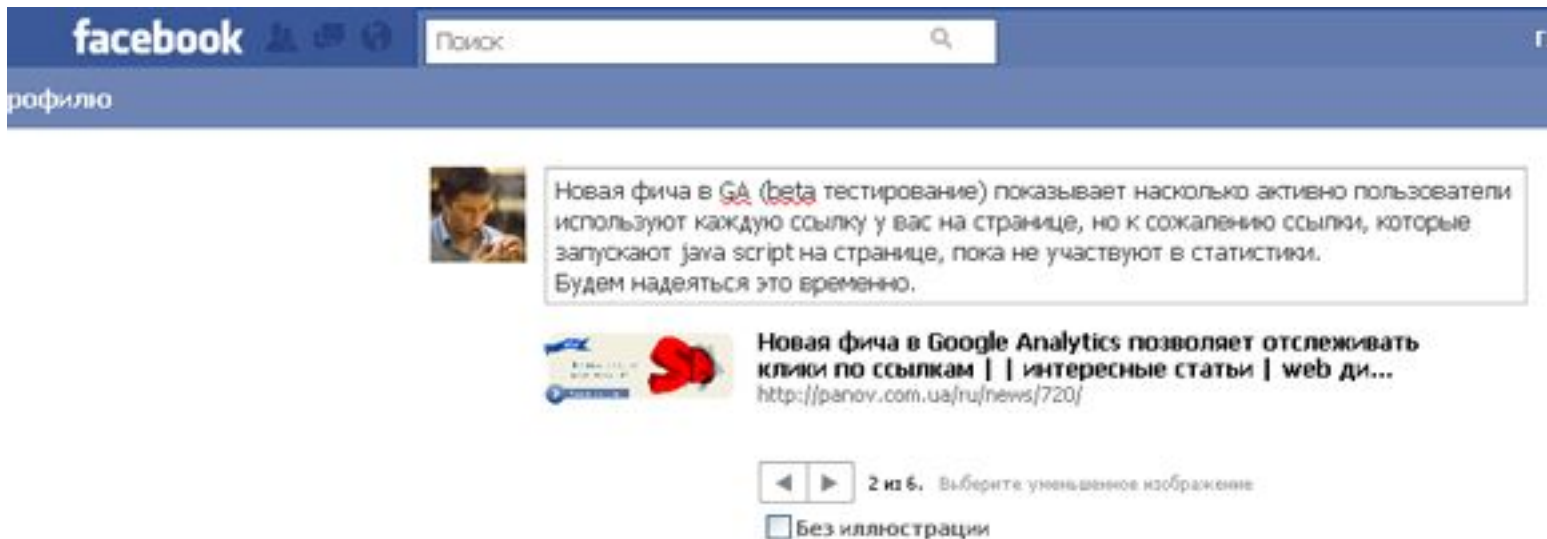 facebook
Поиск
Г
рофилю
Новая фича в GA (beta тестирование) показывает насколько активно пользователи
используют каждую ссылку у вас на странице, но к сожалению ссылки, которые
запускают java script на странице, пока не участвуют в статистики.
Будем надеяться это временно.
Новая фича в Google Analytics позволяет отслеживать
клики по ссылкам | | интересные статьи | web ди...
http://panov.com.ua/ru/news/720/
2 из 6. Выберите уменьшенное изображение
Без иллюстрации